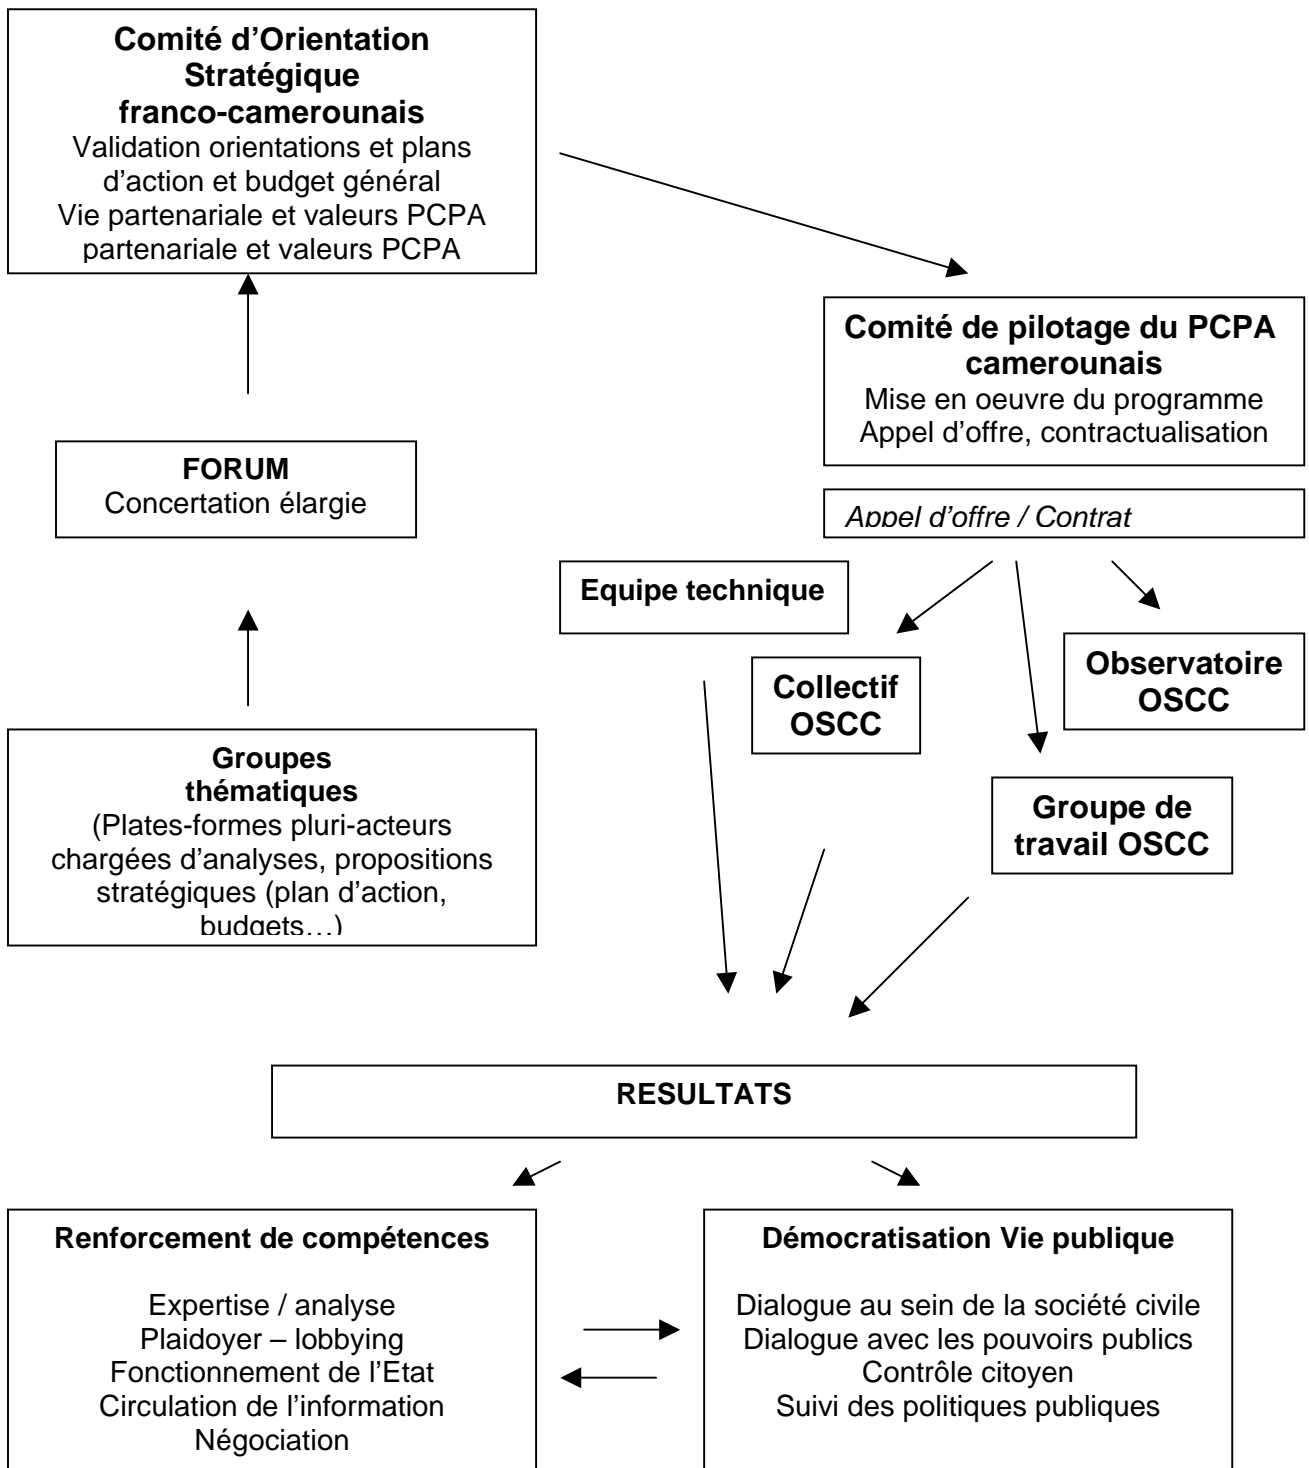 Comité d’Orientation
Stratégique
franco-camerounais
Validation orientations et plans
d’action et budget général
Vie partenariale et valeurs PCPA
partenariale et valeurs PCPA
Comité de pilotage du PCPA
camerounais
Mise en oeuvre du programme
Appel d’offre, contractualisation
FORUM
Concertation élargie
Appel d’offre / Contrat
Equipe technique
Collectif
OSCC
Observatoire
OSCC
Groupes
thématiques
(Plates-formes pluri-acteurs
chargées d’analyses, propositions
stratégiques (plan d’action,
budgets…)
Groupe de
travail OSCC
RESULTATS
Renforcement de compétences
Expertise / analyse
Plaidoyer – lobbying
Fonctionnement de l’Etat
Circulation de l’information
Négociation
Démocratisation Vie publique
Dialogue au sein de la société civile
Dialogue avec les pouvoirs publics
Contrôle citoyen
Suivi des politiques publiques